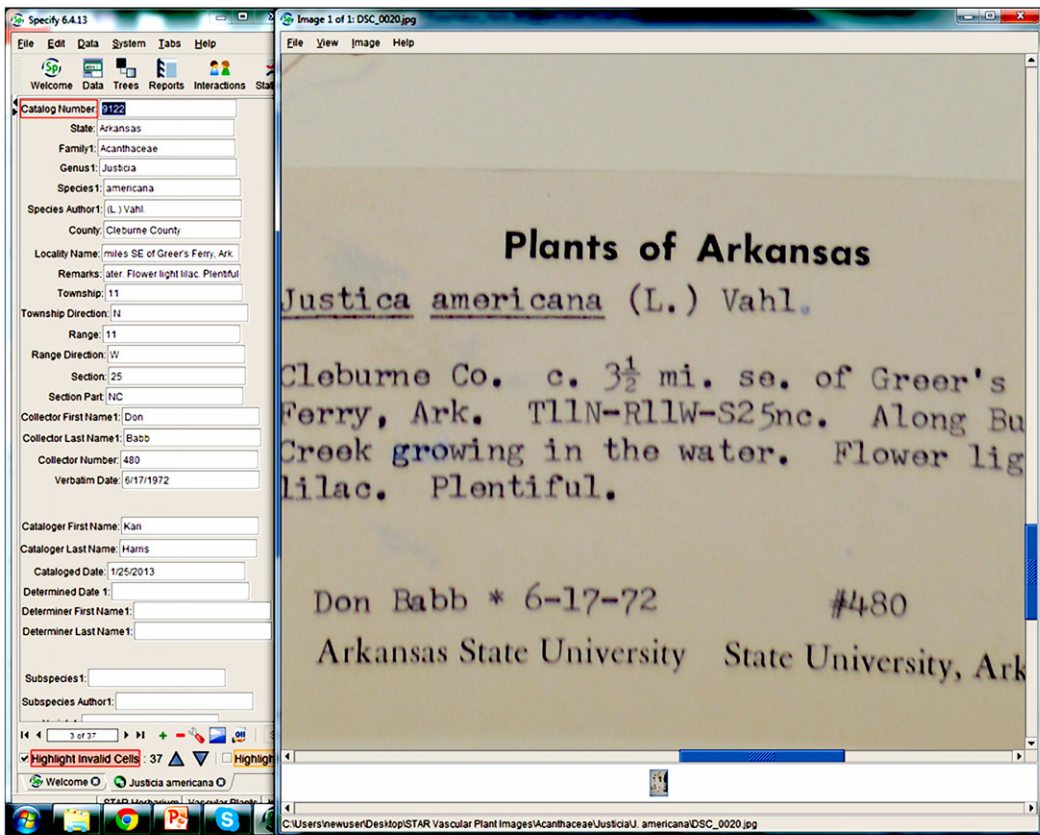 Specify 6.4.13
File Edit Data System Tabs Help
Welcome Data Trees Reports Interactions
Catalog Number: 9122
State: Arkansas
Family1: Acanthaceae
Genus1: Justicia
Species1: americana
Species Author1: (L.) Vahl.
County: Cleburne County
Locality Name: miles SE of Greer's Ferry, Ark.
Remarks: ater. Flower light lilac. Plentiful
Township: 11
Township Direction: N
Range: 11
Range Direction: W
Section: 25
Section Part: NC
Collector First Name1: Don
Collector Last Name1: Babb
Collector Number: 480
Verbatim Date: 6/17/1972
Cataloger First Name: Kari
Cataloger Last Name: Harris
Cataloged Date: 1/25/2013
Determined Date 1:
Determiner First Name1:
Determiner Last Name1:
Subspecies1:
Subspecies Author1:
3 of 37
Highlight Invalid Cells : 37 Highligh
Welcome Justicia americana
STAR Herbarium Vascular Plants
Image 1 of 1: DSC_0020.jpg
File View Image Help
Plants of Arkansas
Justica americana (L.) Vahl.
Cleburne Co. c. 3½ mi. se. of Greer's
Ferry, Ark. T11N-R11W-S25nc. Along Bu
Creek growing in the water. Flower lig
lilac. Plentiful.
Don Babb * 6-17-72 #480
Arkansas State University State University, Ark
C:\Users\newuser\Desktop\STAR Vascular Plant Images\Acanthaceae\Justicia\J. americana\DSC_0020.jpg